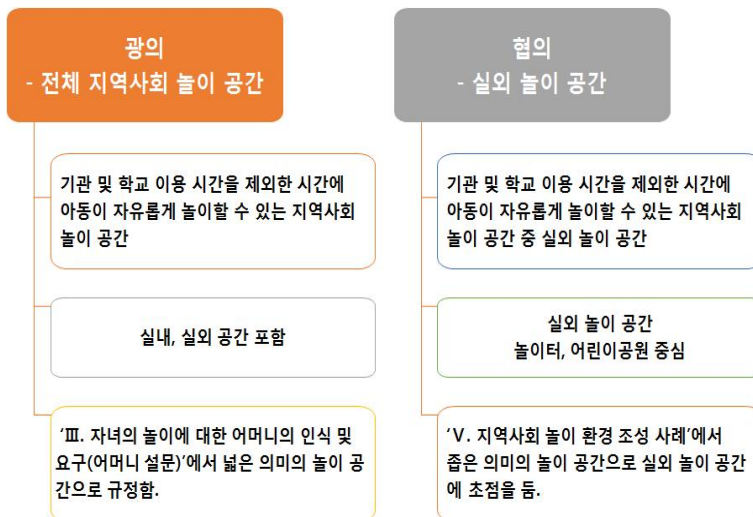 광의
- 전체 지역사회 놀이 공간
기관 및 학교 이용 시간을 제외한 시간에
아동이 자유롭게 놀이할 수 있는 지역사회
놀이 공간
실내, 실외 공간 포함
‘Ⅲ. 자녀의 놀이에 대한 어머니의 인식 및
요구(어머니 설문)’에서 넓은 의미의 놀이 공
간으로 규정함.
협의
- 실외 놀이 공간
기관 및 학교 이용 시간을 제외한 시간에
아동이 자유롭게 놀이할 수 있는 지역사회
놀이 공간 중 실외 놀이 공간
실외 놀이 공간
놀이터, 어린이공원 중심
‘Ⅴ. 지역사회 놀이 환경 조성 사례’에서
좁은 의미의 놀이 공간으로 실외 놀이 공간
에 초점을 둠.